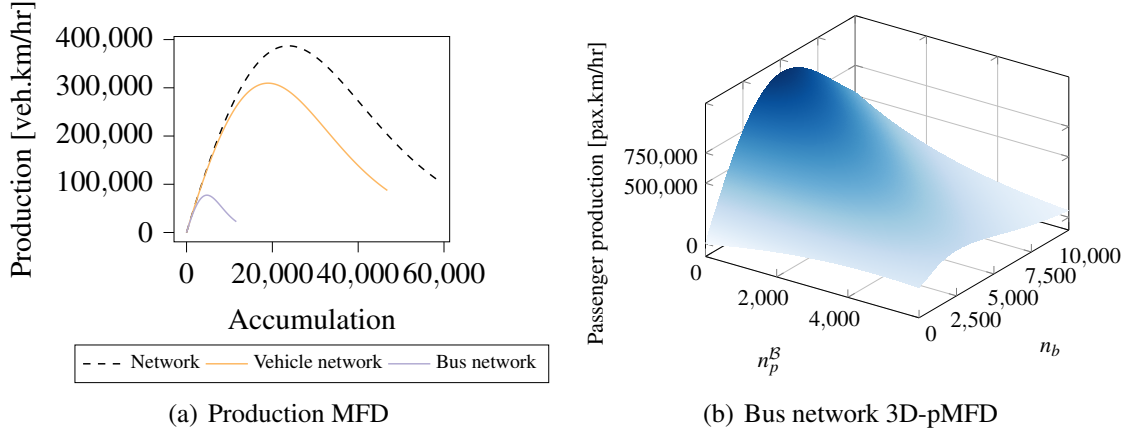 Production [veh.km/hr]
400,000
300,000
200,000
100,000
0
0 20,000 40,000 60,000
Accumulation
Network Vehicle network Bus network
(a) Production MFD
Passenger production [pax.km/hr]
750,000
500,000
0
0 2,000 4,000
n_p^ℬ
0 2,500 5,000 7,500 10,000
n_b
(b) Bus network 3D-pMFD